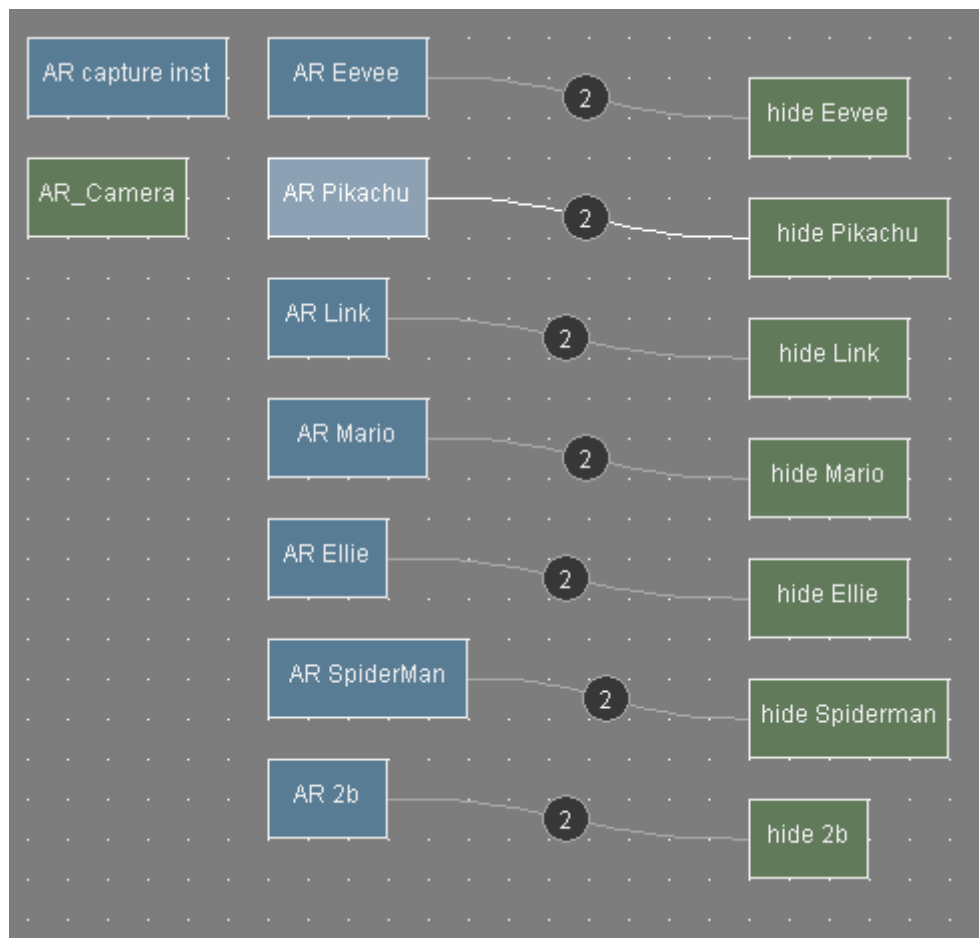 AR capture inst
AR Eevee
2
hide Eevee
AR_Camera
AR Pikachu
2
hide Pikachu
AR Link
2
hide Link
AR Mario
2
hide Mario
AR Ellie
2
hide Ellie
AR SpiderMan
2
hide Spiderman
AR 2b
2
hide 2b